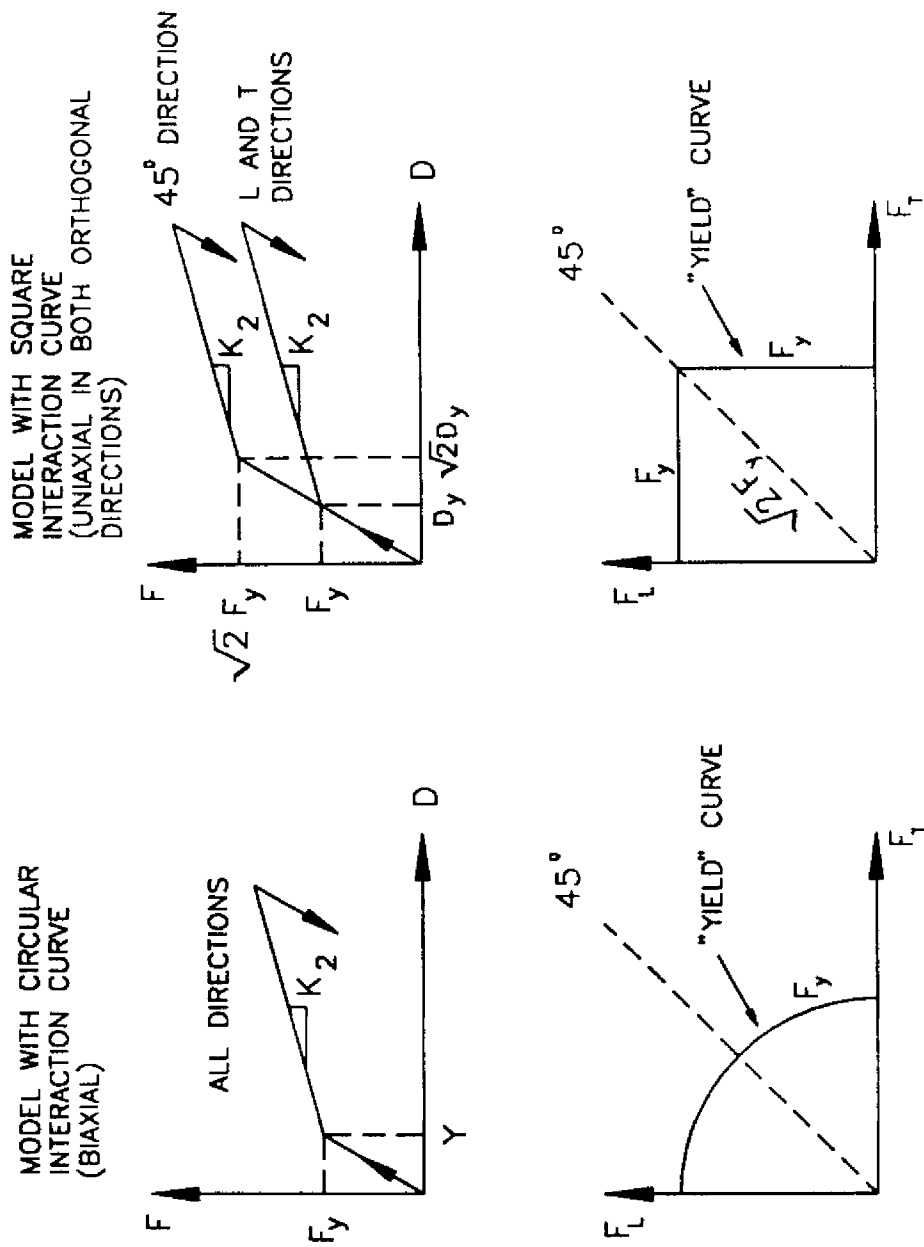 MODEL WITH CIRCULAR
INTERACTION CURVE
(BIAXIAL)
F
ALL DIRECTIONS
K2
Fy
Y
D
FL
45°
"YIELD" CURVE
Fy
FT
MODEL WITH SQUARE
INTERACTION CURVE
(UNIAXIAL IN BOTH ORTHOGONAL
DIRECTIONS)
F
45° DIRECTION
L AND T
DIRECTIONS
K2
K2
√2 Fy
Fy
Dy √2Dy
D
FL
45°
"YIELD" CURVE
Fy
√2 Fy
Fy
FT